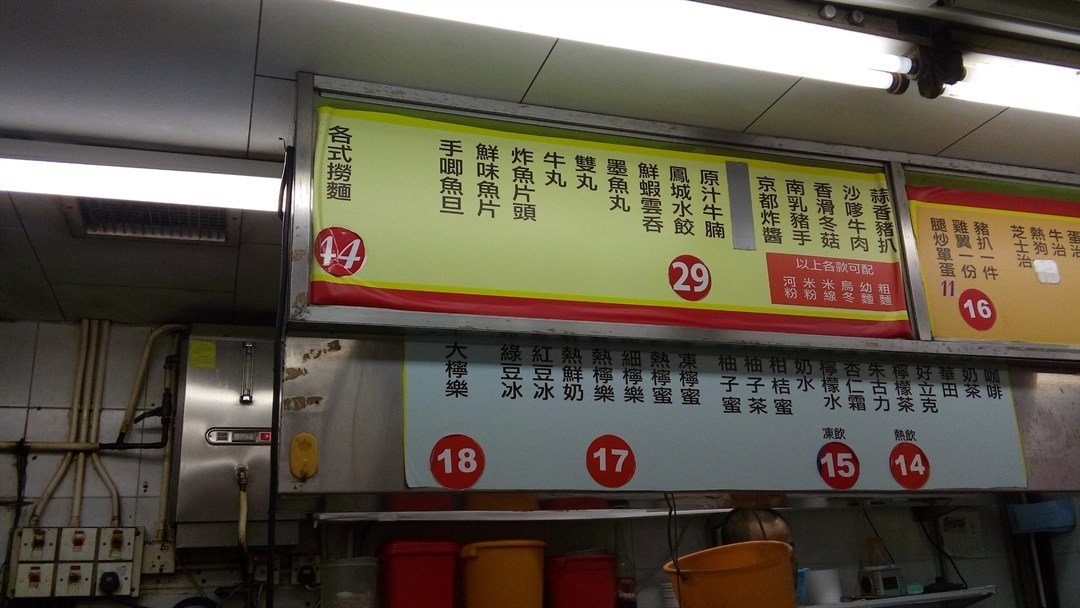 蒜香豬扒
沙嗲牛肉
香滑冬菇
南乳豬手
京都炸醬
原汁牛腩
鳳城水餃
鮮蝦雲吞
墨魚丸
雙丸
牛丸
炸魚片頭
鮮味魚片
手唧魚旦
29
以上各款可配
粗麵
幼麵
烏冬
米線
米粉
河粉
各式撈麵
44
牛治
熱狗
芝士治
豬扒一件
雞翼一份
腿炒單蛋
11
16
咖啡
奶茶
華田
好立克
檸檬茶
朱古力
杏仁霜
檸檬水
奶水
柑桔蜜
柚子茶
柚子蜜
熱飲
14
凍飲
15
凍檸蜜
熱檸蜜
細檸樂
熱檸樂
熱鮮奶
紅豆冰
綠豆冰
17
大檸樂
18